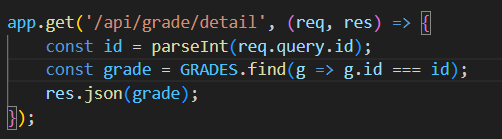 app.get('/api/grade/detail', (req, res) => {
    const id = parseInt(req.query.id);
    const grade = GRADES.find(g => g.id === id);
    res.json(grade);
});